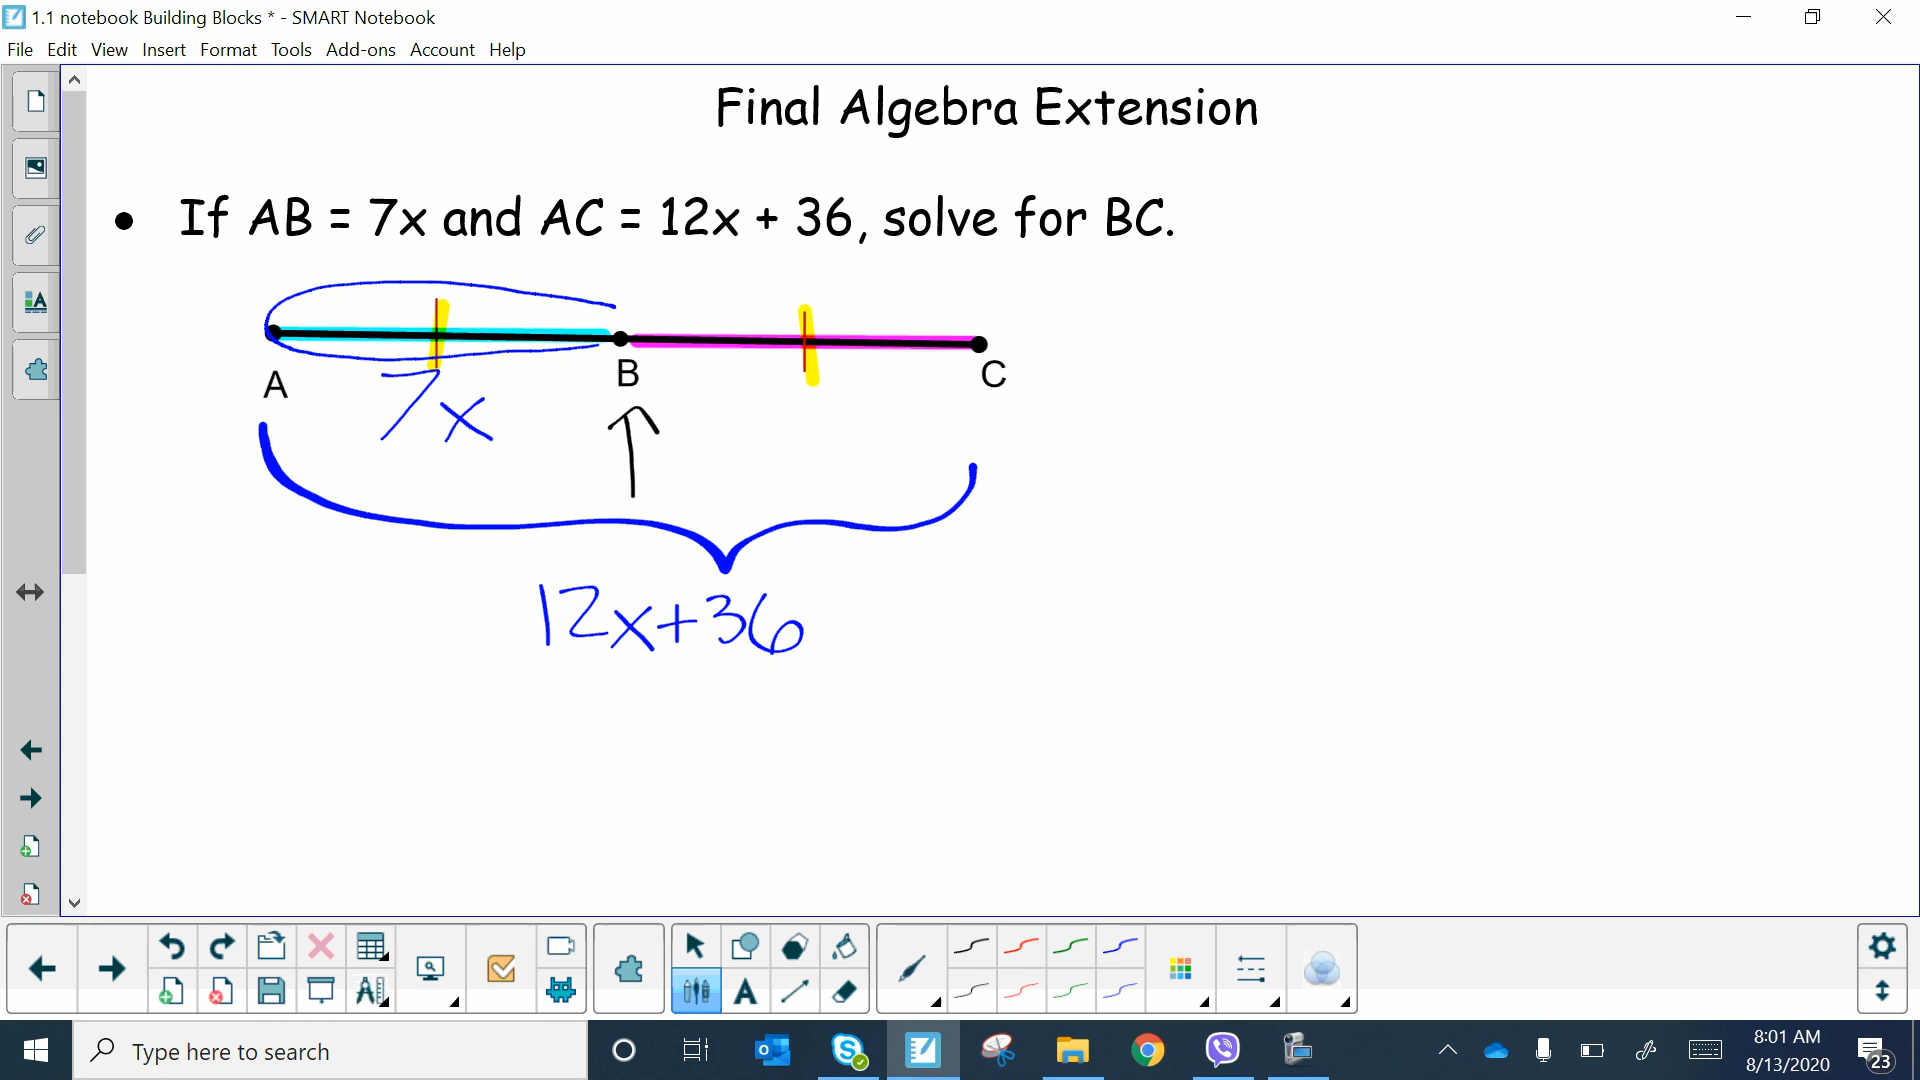 1.1 notebook Building Blocks * - SMART Notebook
File Edit View Insert Format Tools Add-ons Account Help
Final Algebra Extension
• If AB = 7x and AC = 12x + 36, solve for BC.
A
B
C
7x
12x+36
Type here to search
8:01 AM
8/13/2020
23